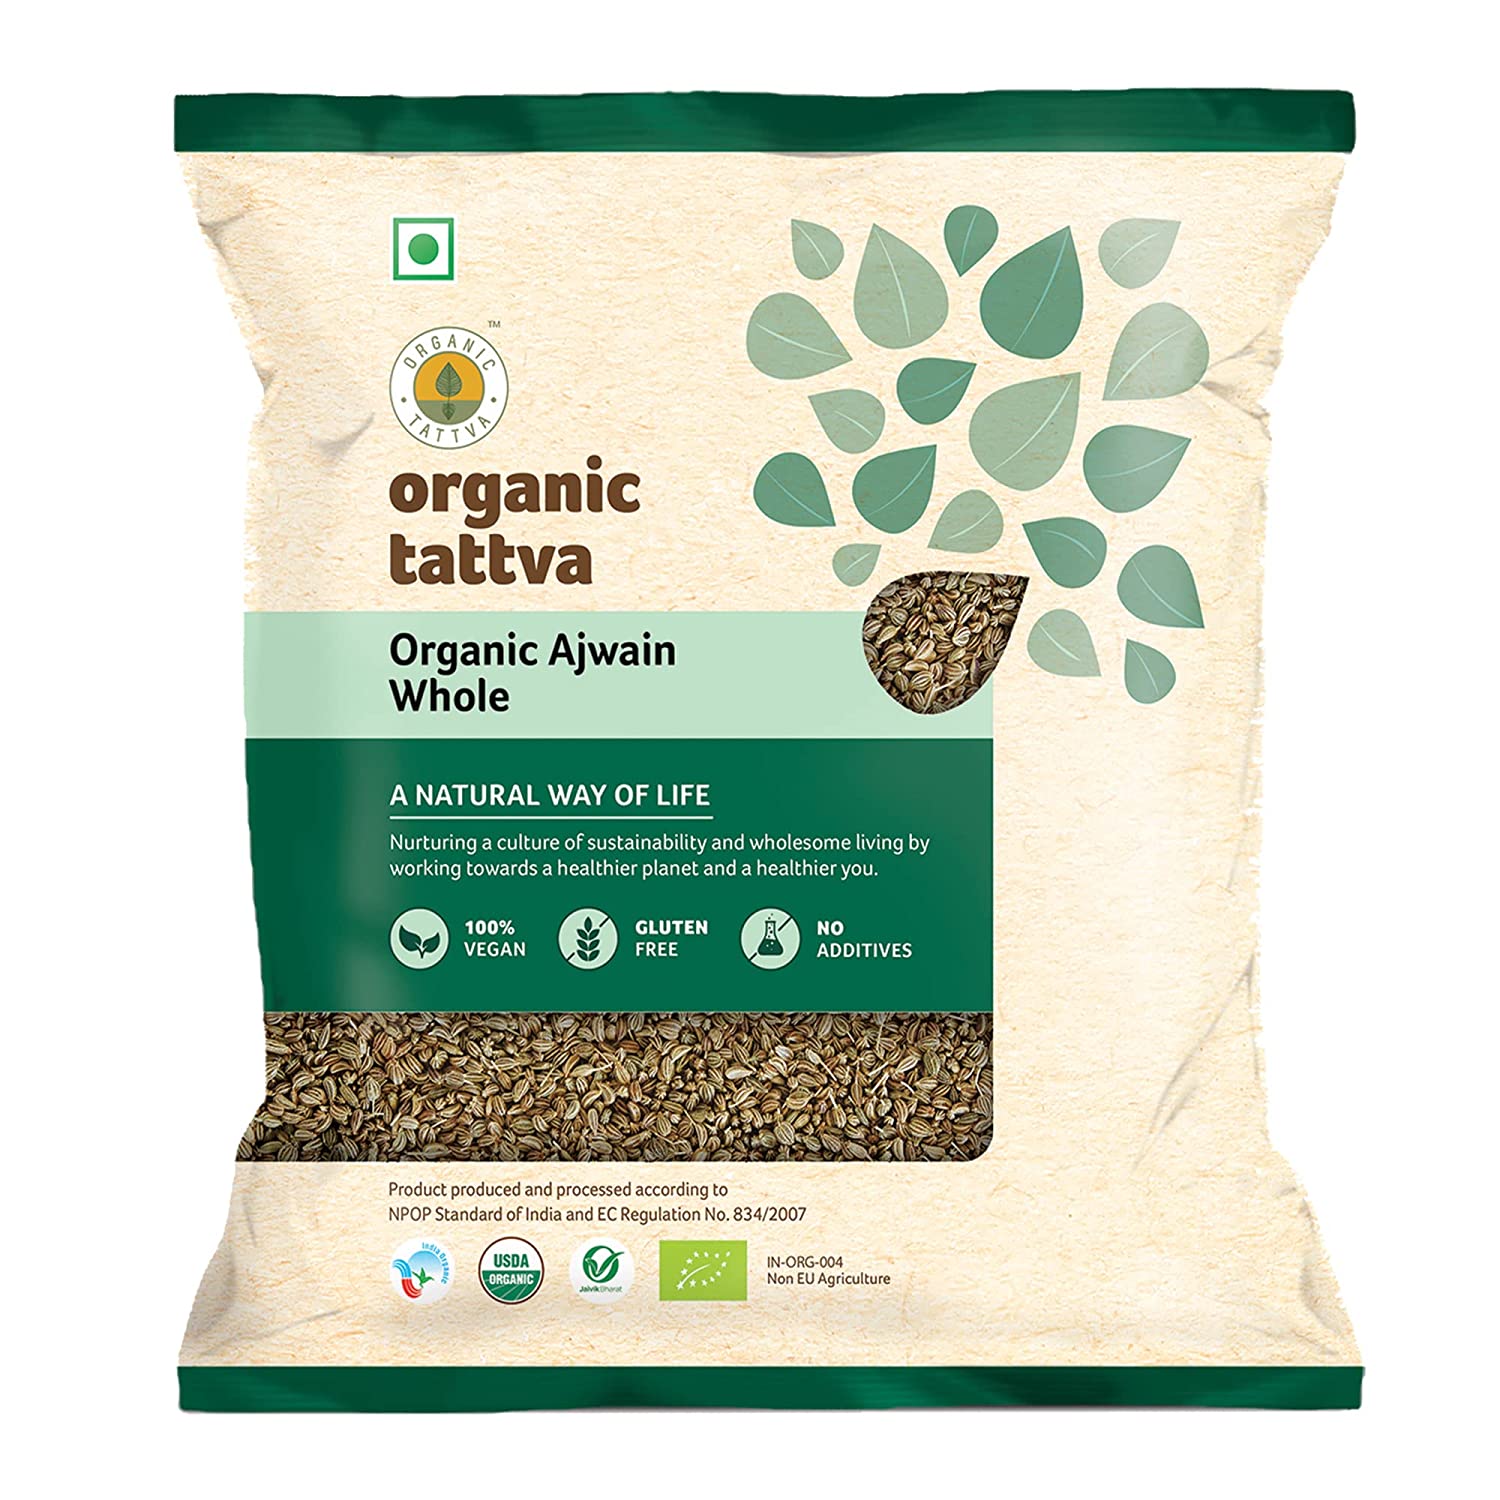 ORGANIC
TATTVA
TM
organic
tattva
Organic Ajwain
Whole
A NATURAL WAY OF LIFE
Nurturing a culture of sustainability and wholesome living by
working towards a healthier planet and a healthier you.
100%
VEGAN
GLUTEN
FREE
NO
ADDITIVES
Product produced and processed according to
NPOP Standard of India and EC Regulation No. 834/2007
India Organic
USDA
ORGANIC
Jaivik Bharat
IN-ORG-004
Non EU Agriculture